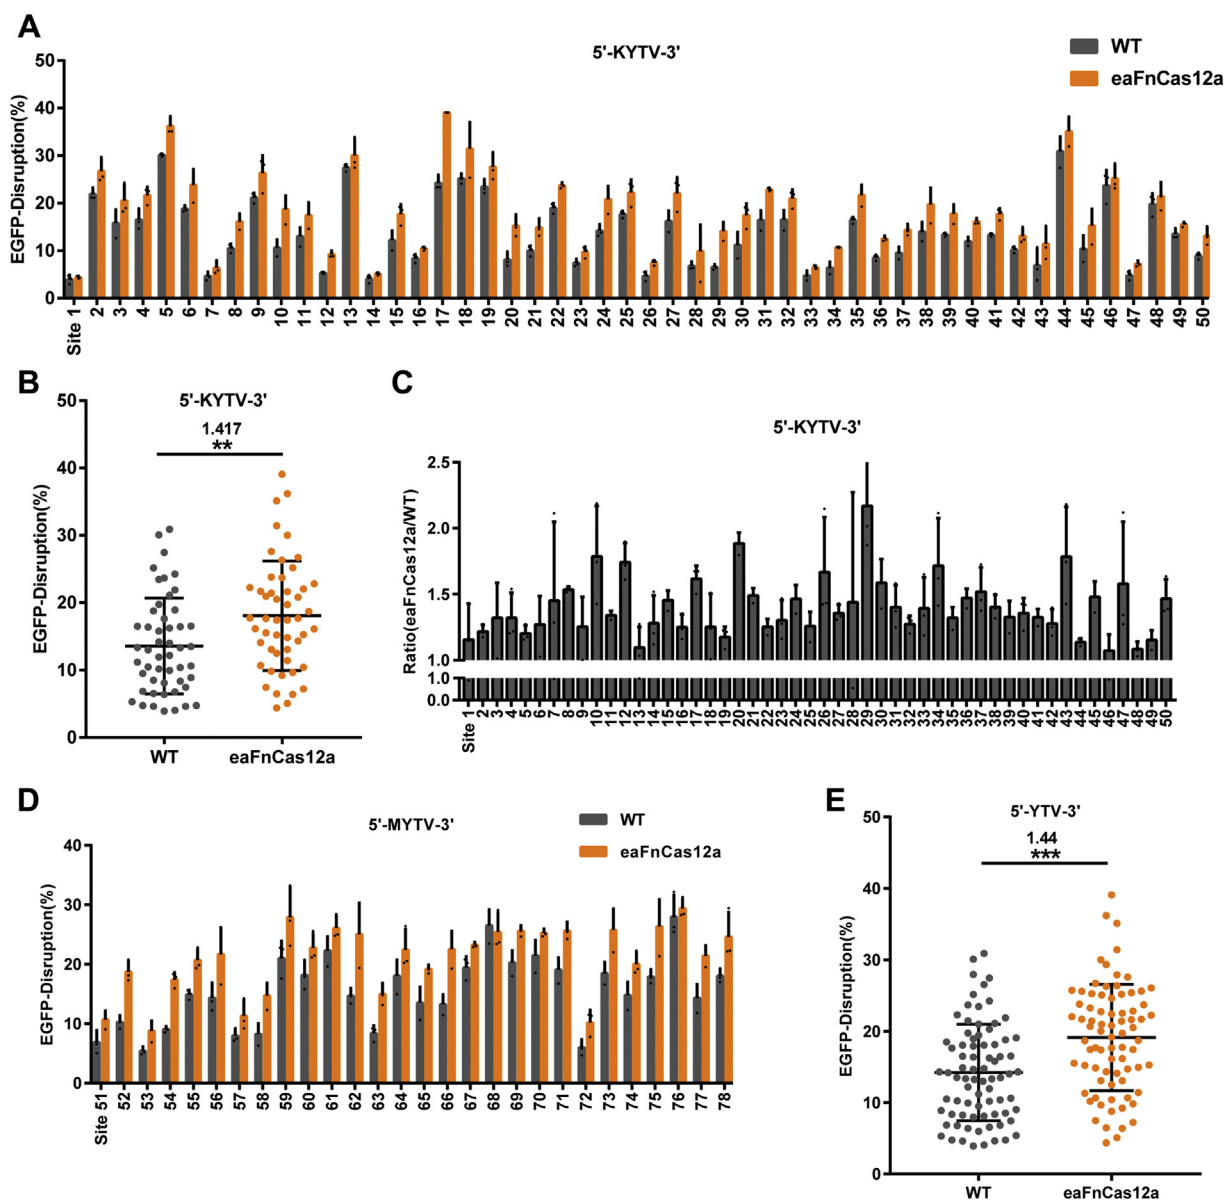 A
5'-KYTV-3'
WT
eaFnCas12a
EGFP-Disruption(%)
50
40
30
20
10
0
Site 1 2 3 4 5 6 7 8 9 10 11 12 13 14 15 16 17 18 19 20 21 22 23 24 25 26 27 28 29 30 31 32 33 34 35 36 37 38 39 40 41 42 43 44 45 46 47 48 49 50
B
5'-KYTV-3'
1.417
**
EGFP-Disruption(%)
50
40
30
20
10
0
WT eaFnCas12a
C
5'-KYTV-3'
Ratio(eaFnCas12a/WT)
2.5
2.0
1.5
1.0
1.0
0.0
Site 1 2 3 4 5 6 7 8 9 10 11 12 13 14 15 16 17 18 19 20 21 22 23 24 25 26 27 28 29 30 31 32 33 34 35 36 37 38 39 40 41 42 43 44 45 46 47 48 49 50
D
5'-MYTV-3'
WT
eaFnCas12a
EGFP-Disruption(%)
40
30
20
10
0
Site 51 52 53 54 55 56 57 58 59 60 61 62 63 64 65 66 67 68 69 70 71 72 73 74 75 76 77 78
E
5'-YTV-3'
1.44
***
EGFP-Disruption(%)
50
40
30
20
10
0
WT eaFnCas12a